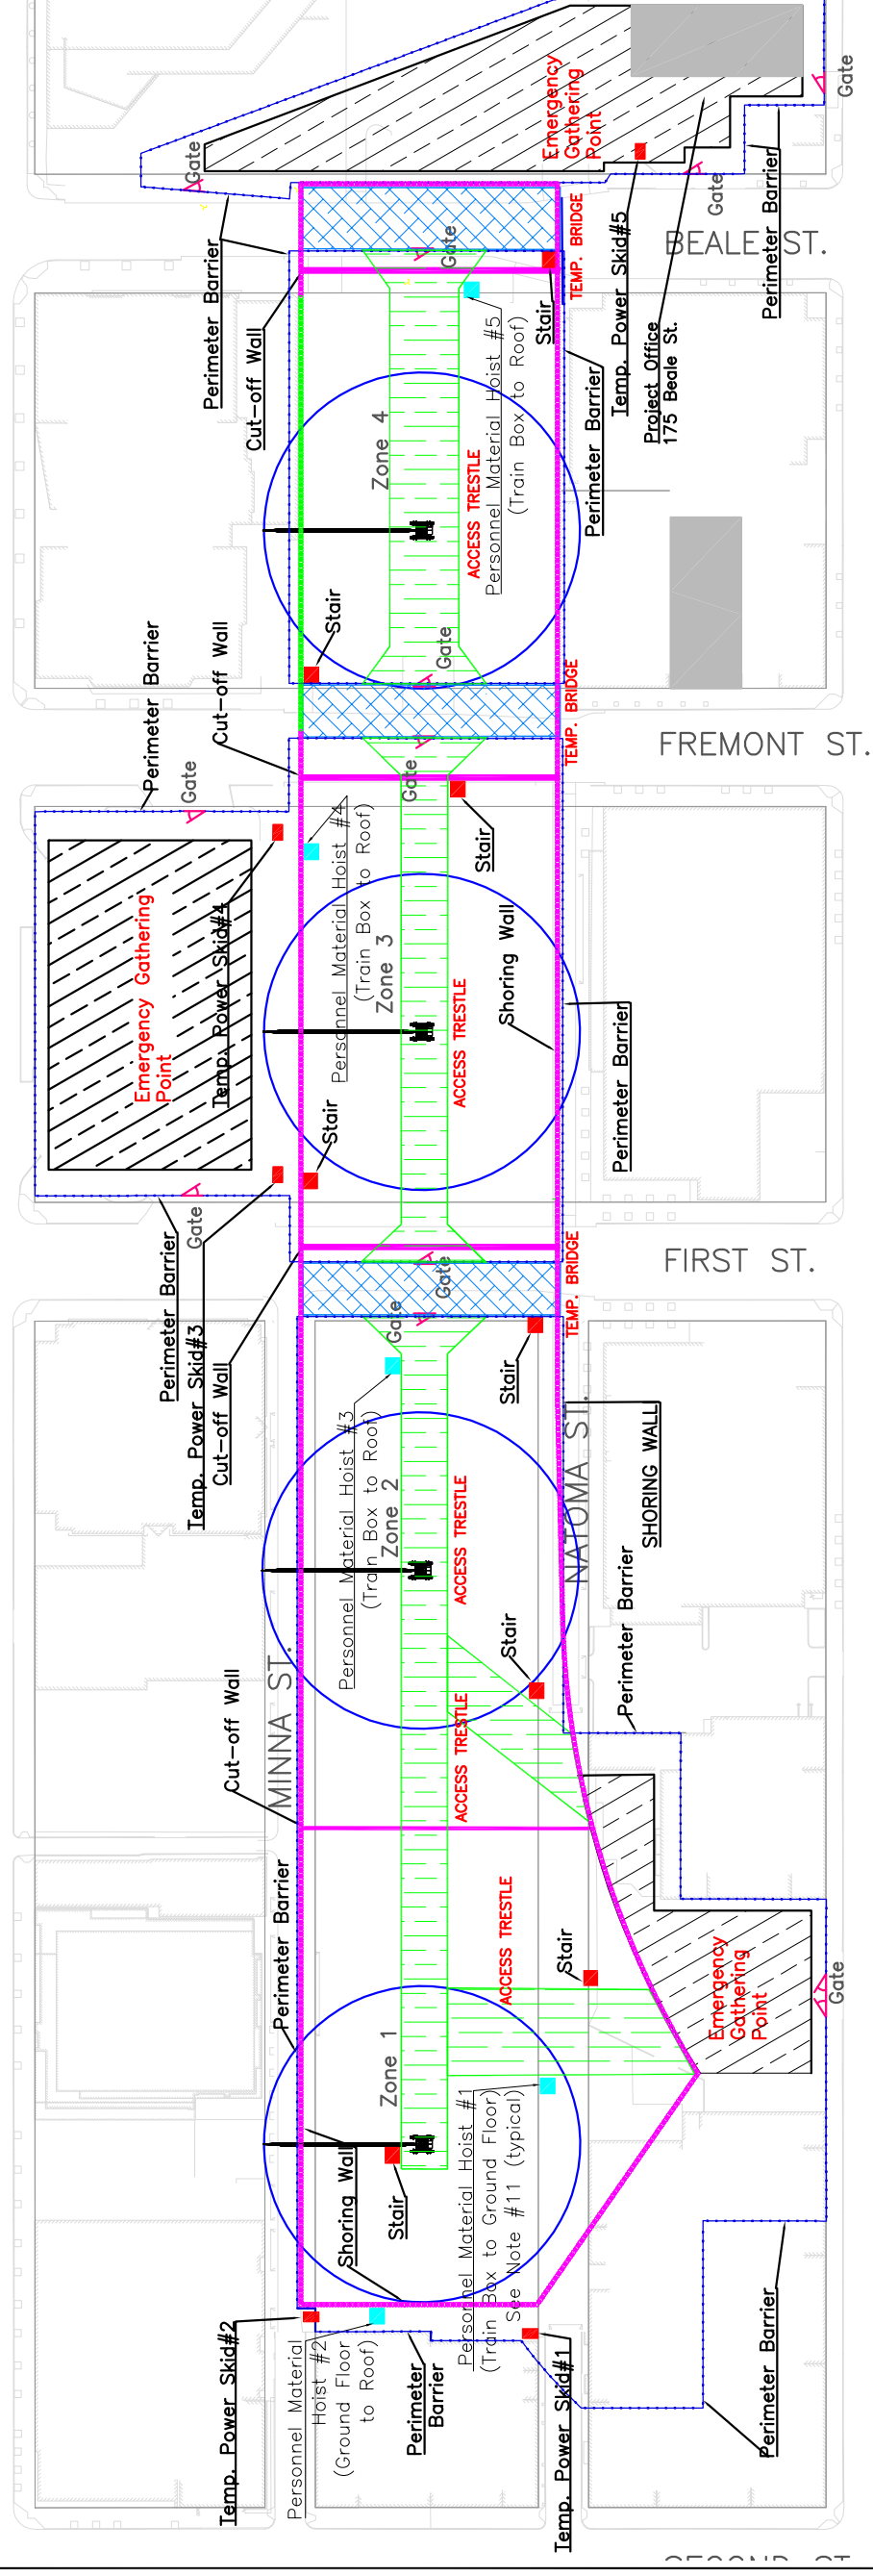 Emergency
Gathering
Point
Gate
Gate
Gate
Temp. Power Skid#5
Project Office
175 Beale St.
Perimeter Barrier
BEALE ST.
TEMP. BRIDGE
Gate
Stair
Perimeter Barrier
Cut-off Wall
Personnel Material Hoist #5
(Train Box to Roof)
Zone 4
ACCESS TRESTLE
Perimeter Barrier
Stair
Gate
TEMP. BRIDGE
FREMONT ST.
Perimeter Barrier
Cut-off Wall
Gate
Gate
Stair
Emergency Gathering
Point
Temp. Power Skid#4
Personnel Material Hoist #4
(Train Box to Roof)
Zone 3
ACCESS TRESTLE
Shoring Wall
Perimeter Barrier
Stair
Gate
Perimeter Barrier
Temp. Power Skid#3
Cut-off Wall
Gate
Gate
TEMP. BRIDGE
FIRST ST.
Stair
Personnel Material Hoist #3
(Train Box to Roof)
Zone 2
ACCESS TRESTLE
NATOMA ST.
SHORING WALL
Perimeter Barrier
Stair
Cut-off Wall
MINNA ST.
ACCESS TRESTLE
Perimeter Barrier
ACCESS TRESTLE
Stair
Emergency
Gathering
Point
Gate
Zone 1
Shoring Wall
Stair
Personnel Material Hoist #1
(Train Box to Ground Floor)
See Note #11 (typical)
Temp. Power Skid#2
Personnel Material
Hoist #2
(Ground Floor
to Roof)
Perimeter
Barrier
Temp. Power Skid#1
Perimeter Barrier